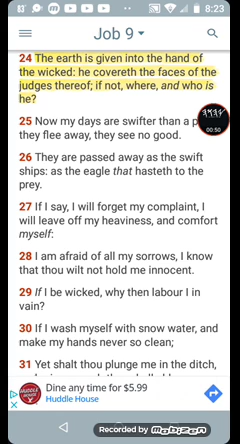 8:23
Job 9
24 The earth is given into the hand of
the wicked: he covereth the faces of the
judges thereof; if not, where, and who is
he?
25 Now my days are swifter than a
they flee away, they see no good.
00:50
26 They are passed away as the swift
ships: as the eagle that hasteth to the
prey.
27 If I say, I will forget my complaint, I
will leave off my heaviness, and comfort
myself:
28 I am afraid of all my sorrows, I know
that thou wilt not hold me innocent.
29 If I be wicked, why then labour I in
vain?
30 If I wash myself with snow water, and
make my hands never so clean;
31 Yet shalt thou plunge me in the ditch,
Dine any time for $5.99
Huddle House
Recorded by Mobizen